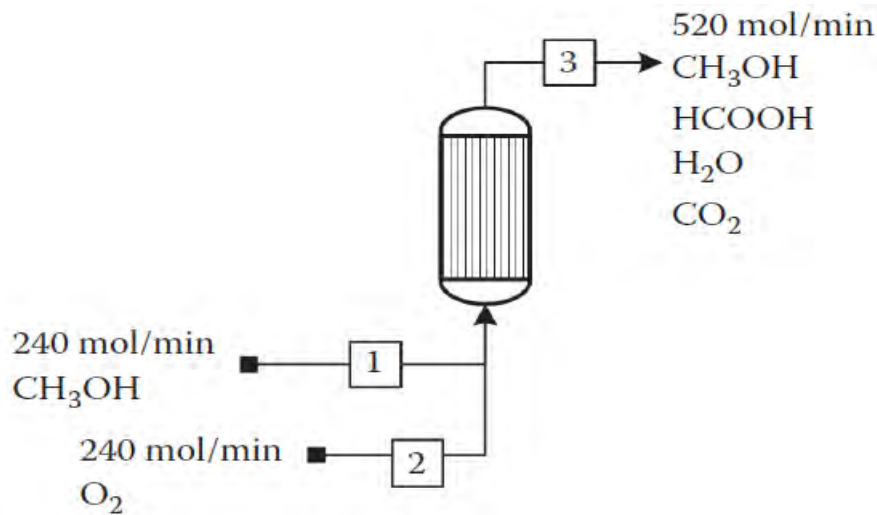 520 mol/min
3
CH₃OH
HCOOH
H₂O
CO₂
240 mol/min
1
CH₃OH
240 mol/min
2
O₂